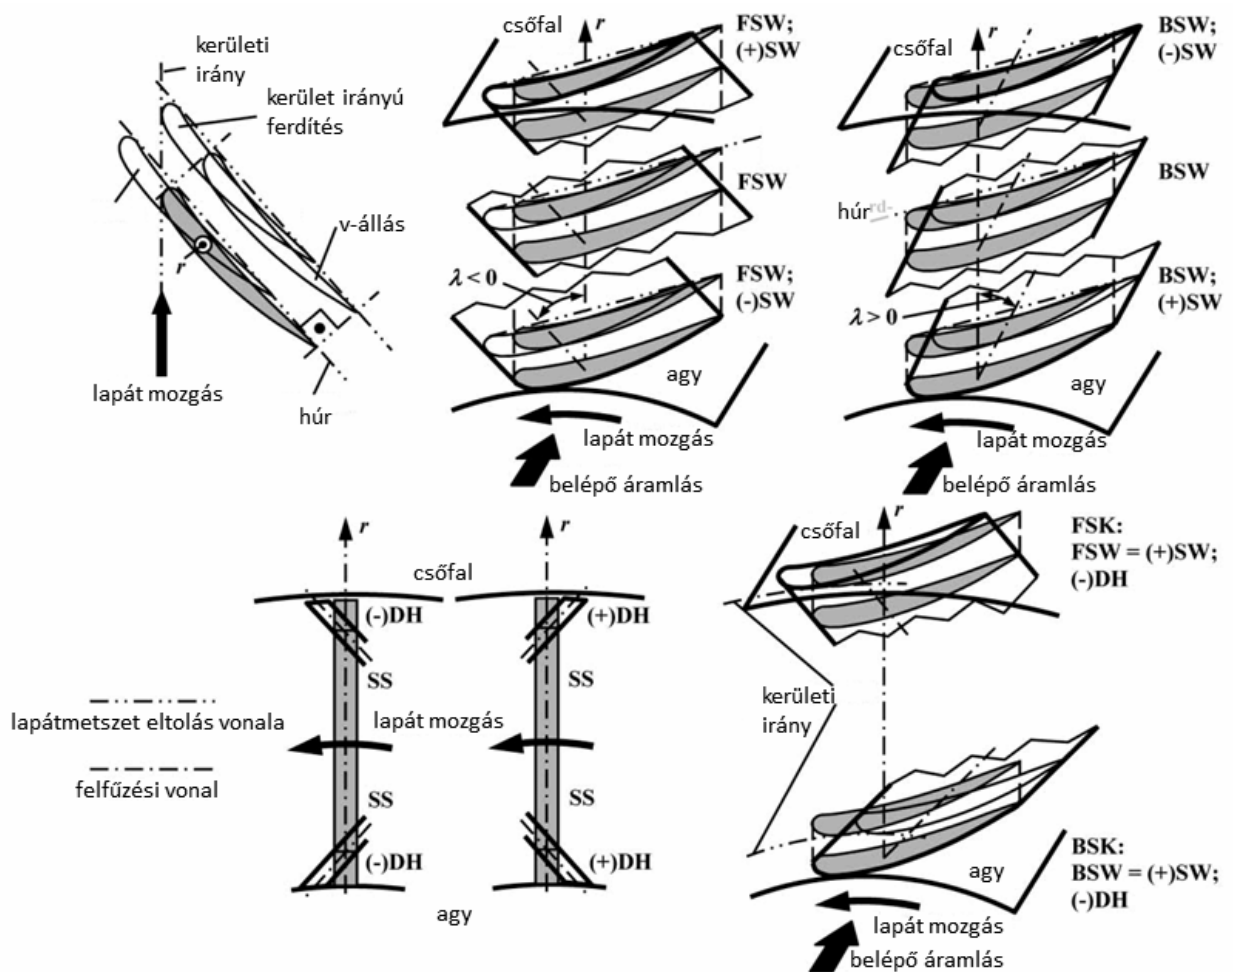 kerületi
irány
kerület irányú
ferdítés
v-állás
r
lapát mozgás
húr
csőfal
r
FSW;
(+)SW
FSW
λ < 0
FSW;
(-)SW
agy
lapát mozgás
belépő áramlás
csőfal
r
BSW;
(-)SW
BSW
húr rd-
λ > 0
BSW;
(+)SW
agy
lapát mozgás
belépő áramlás
r
r
csőfal
(-)DH
(+)DH
SS
SS
lapátmetszet eltolás vonala
lapát mozgás
felfűzési vonal
SS
SS
(-)DH
(+)DH
agy
csőfal
r
FSK:
FSW = (+)SW;
(-)DH
kerületi
irány
agy
BSK:
BSW = (+)SW;
(-)DH
lapát mozgás
belépő áramlás